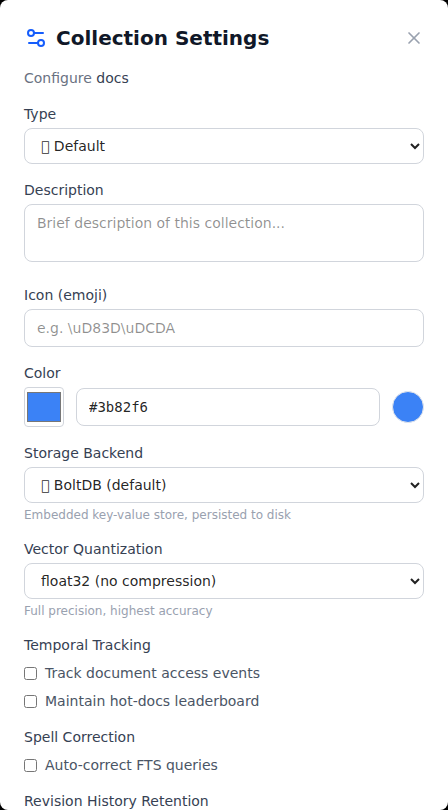 Collection Settings
Configure docs
Type
Default
Description
Brief description of this collection...
Icon (emoji)
e.g. \uD83D\uDCDA
Color
#3b82f6
Storage Backend
BoltDB (default)
Embedded key-value store, persisted to disk
Vector Quantization
float32 (no compression)
Full precision, highest accuracy
Temporal Tracking
Track document access events
Maintain hot-docs leaderboard
Spell Correction
Auto-correct FTS queries
Revision History Retention